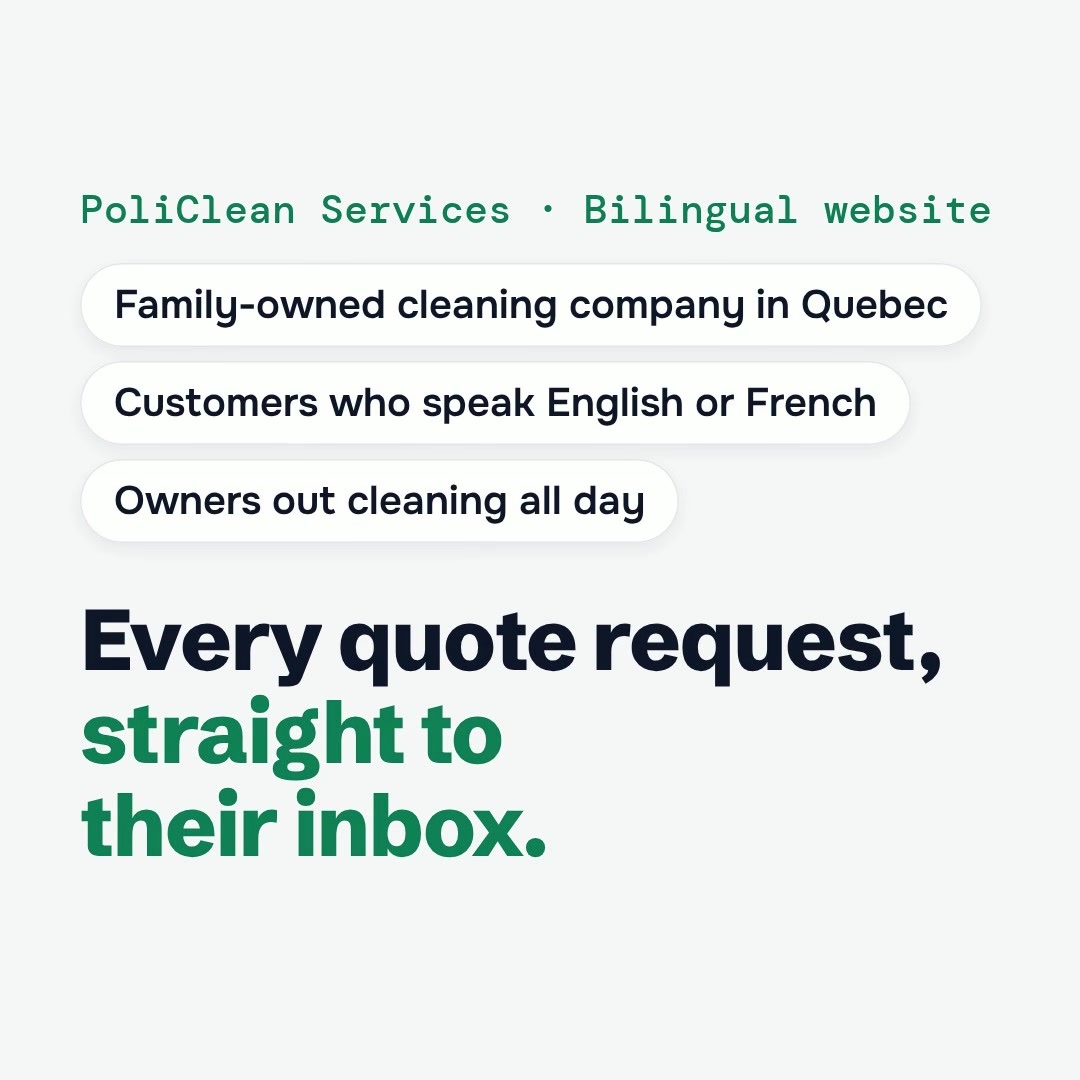 PoliClean Services · Bilingual website
Family-owned cleaning company in Quebec
Customers who speak English or French
Owners out cleaning all day
Every quote request,
straight to
their inbox.